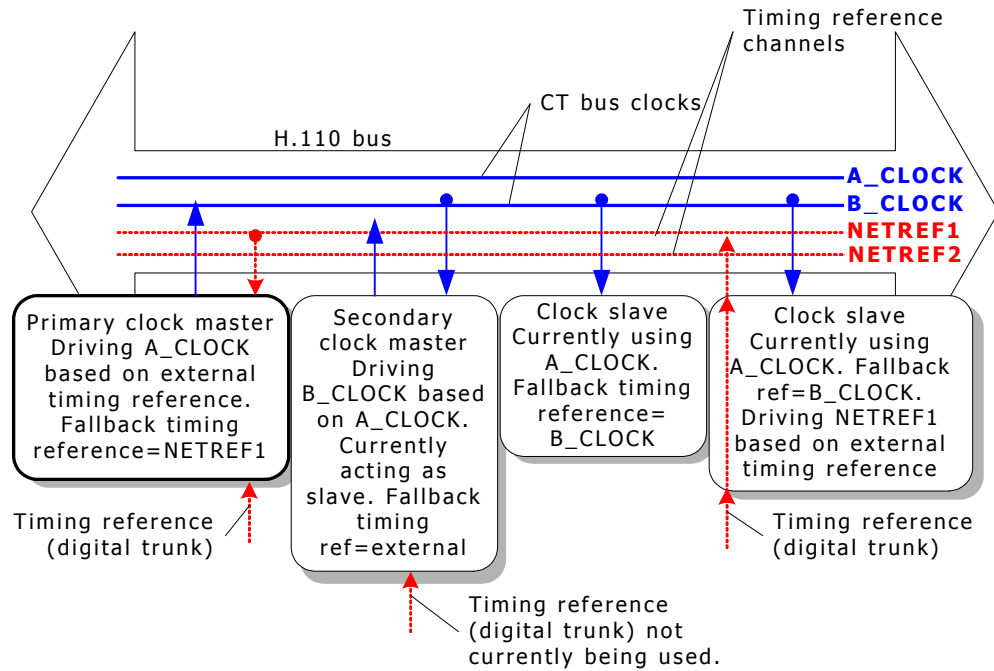 Timing reference
channels
CT bus clocks
H.110 bus
A_CLOCK
B_CLOCK
NETREF1
NETREF2
Primary clock master
Driving A_CLOCK
based on external
timing reference.
Fallback timing
reference=NETREF1
Secondary
clock master
Driving
B_CLOCK based
on A_CLOCK.
Currently
acting as
slave. Fallback
timing
ref=external
Clock slave
Currently using
A_CLOCK.
Fallback timing
reference=
B_CLOCK
Clock slave
Currently using
A_CLOCK. Fallback
ref=B_CLOCK.
Driving NETREF1
based on external
timing reference
Timing reference
(digital trunk)
Timing reference
(digital trunk) not
currently being used.
Timing reference
(digital trunk)